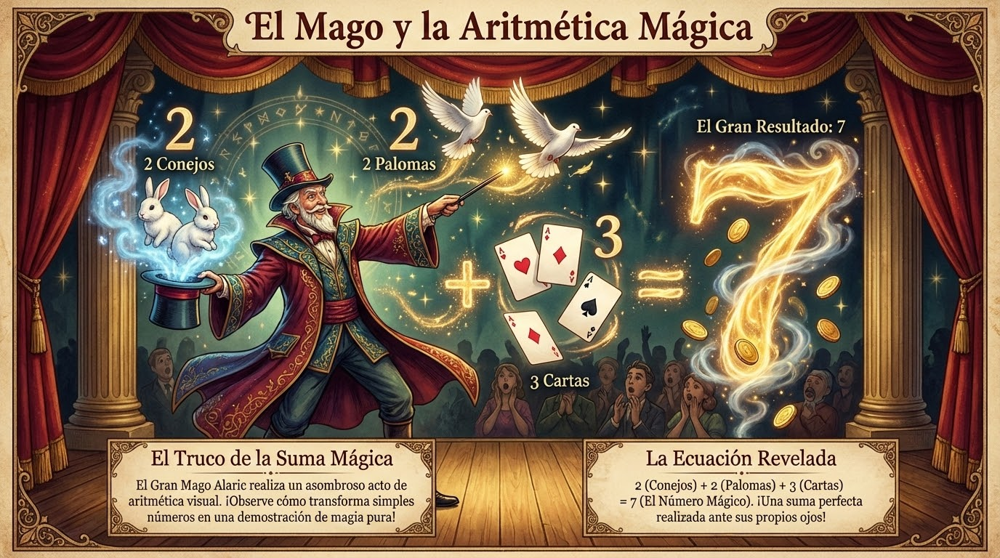 El Mago y la Aritmética Mágica
2
2 Conejos
2
2 Palomas
+
A
A
A
A
A
A
A
A
3
3 Cartas
=
El Gran Resultado: 7
7
El Truco de la Suma Mágica
El Gran Mago Alaric realiza un asombroso acto de
aritmética visual. ¡Observe cómo transforma simples
números en una demostración de magia pura!
La Ecuación Revelada
2 (Conejos) + 2 (Palomas) + 3 (Cartas)
= 7 (El Número Mágico). ¡Una suma perfecta
realizada ante sus propios ojos!